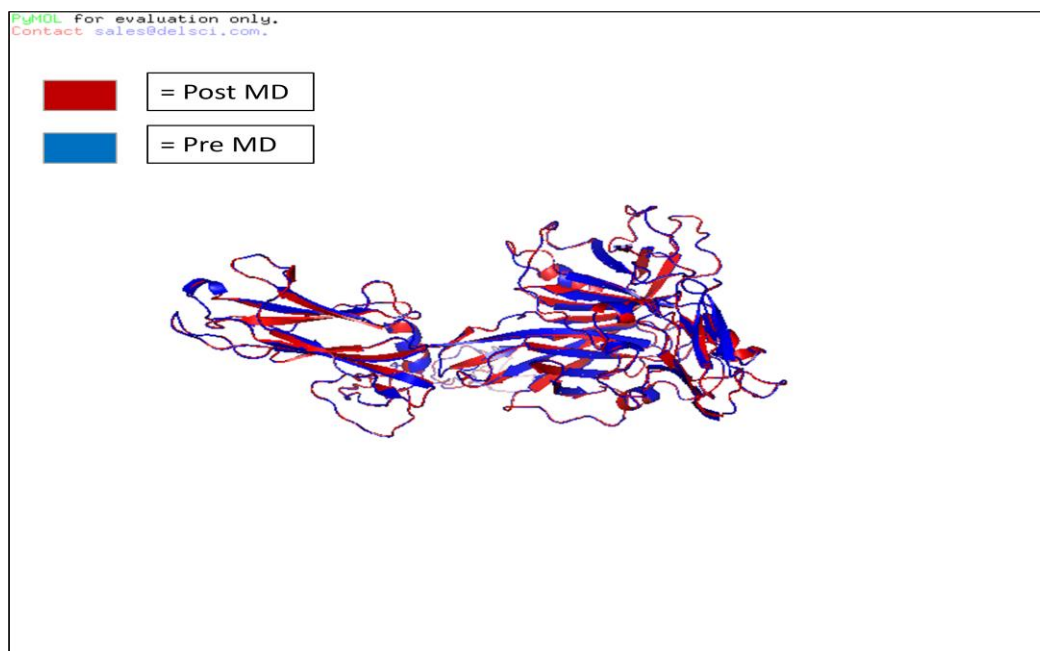 PyMOL for evaluation only.
Contact sales@delsci.com.
= Post MD
= Pre MD